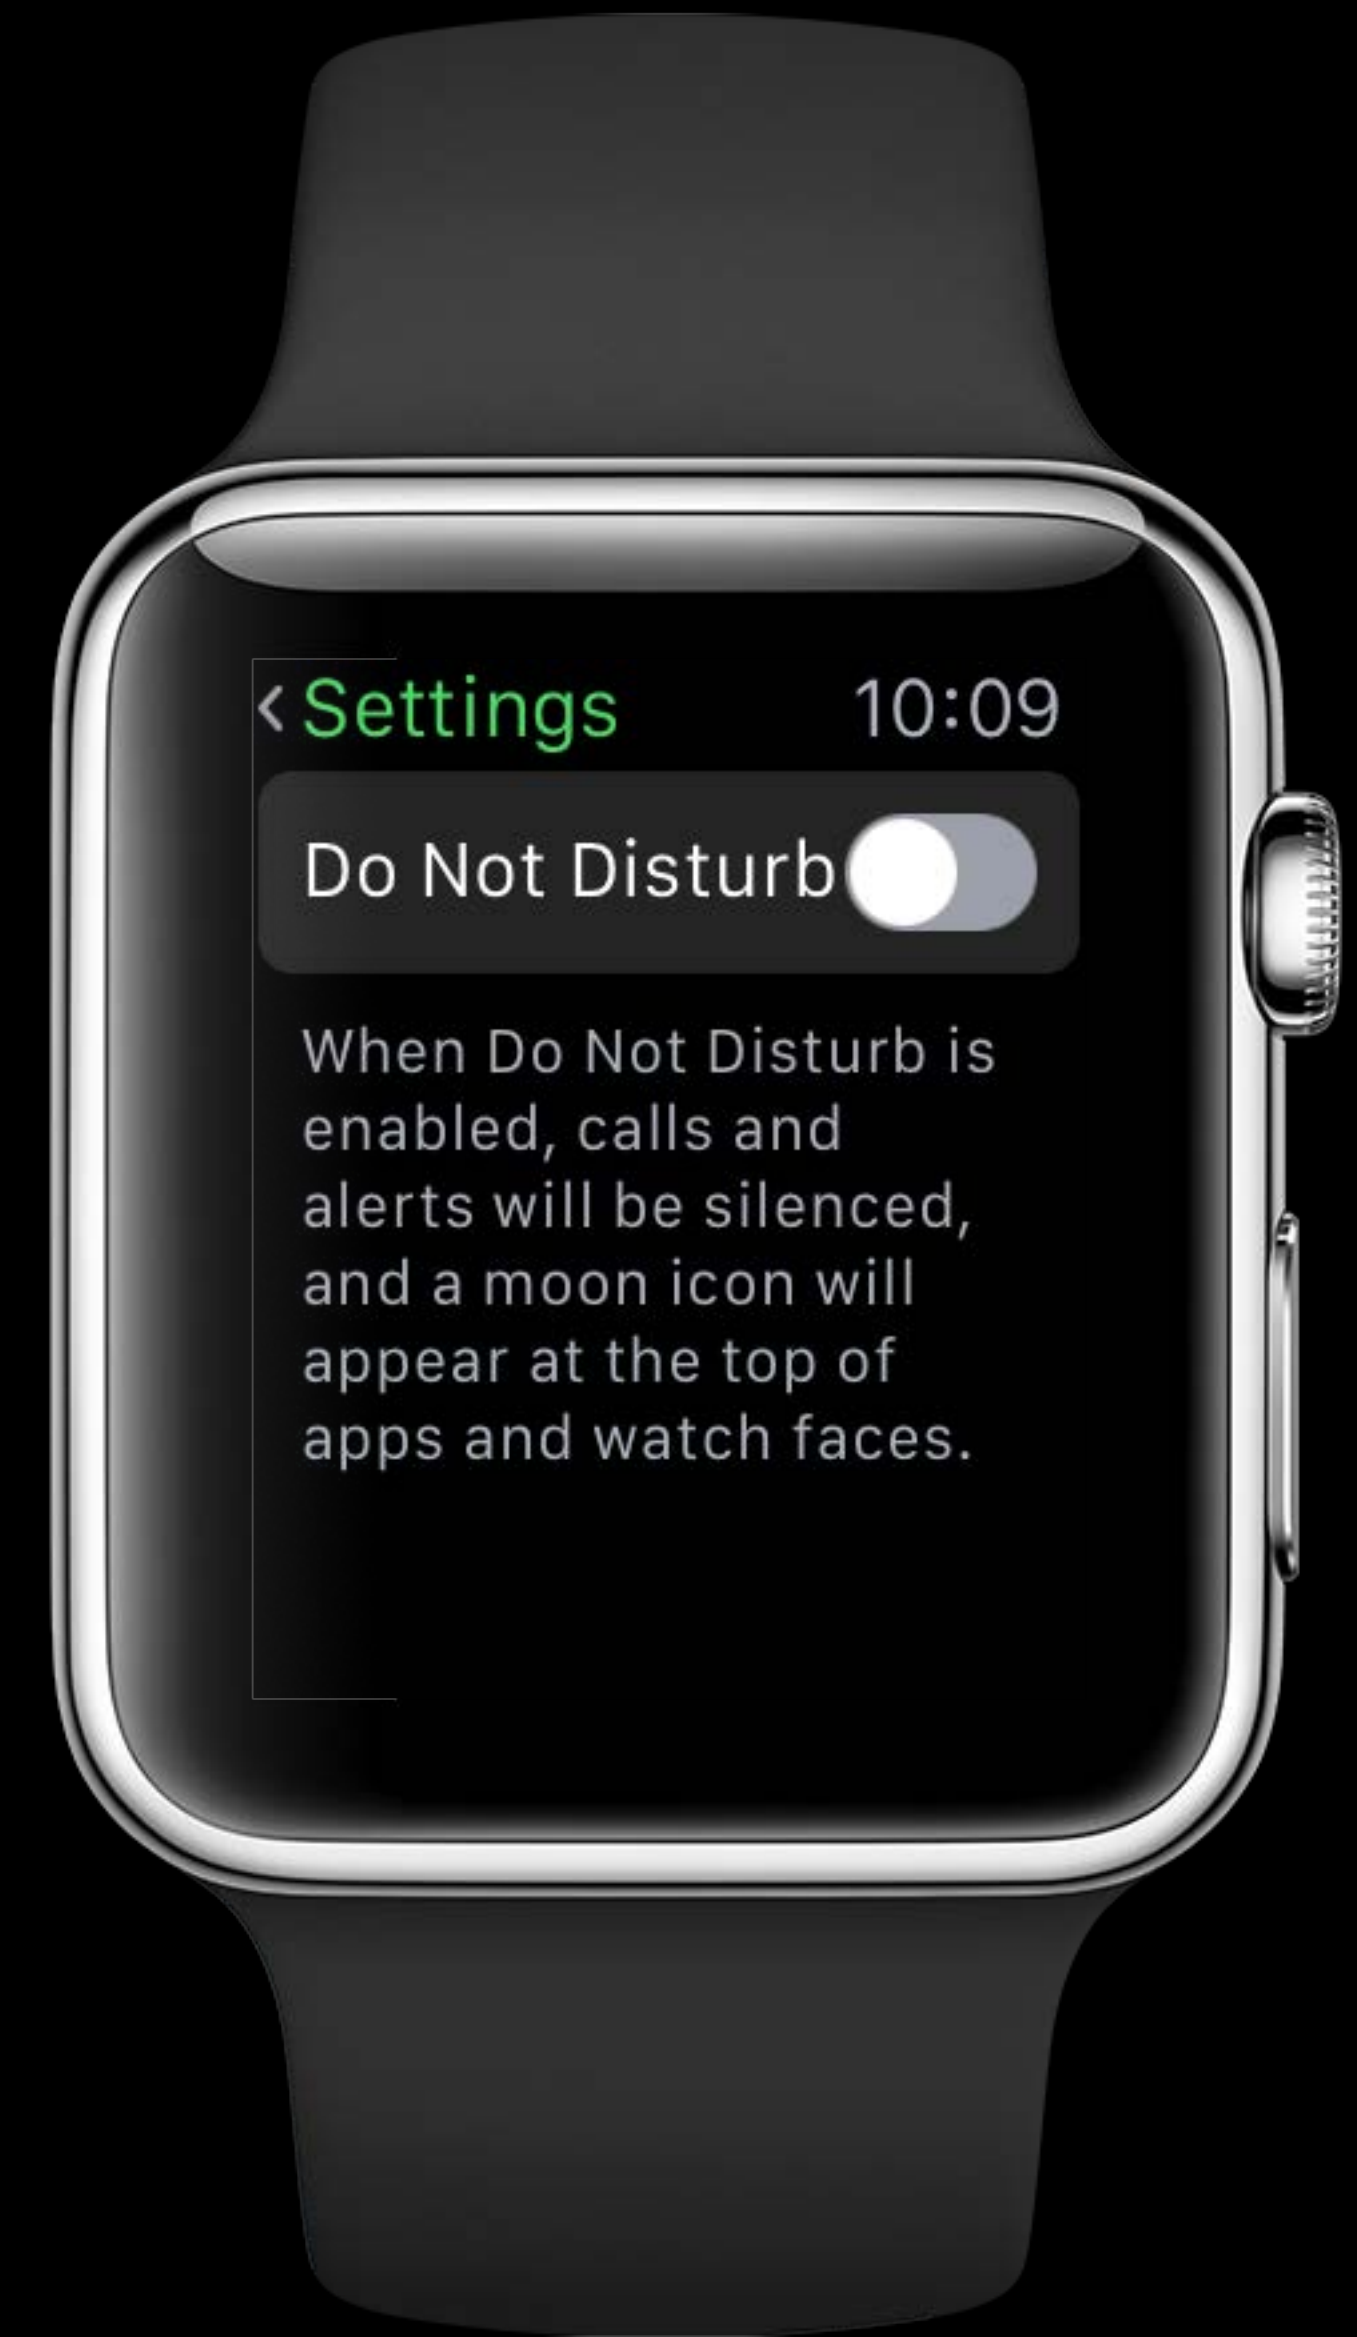 Settings 10:09
Do Not Disturb
When Do Not Disturb is
enabled, calls and
alerts will be silenced,
and a moon icon will
appear at the top of
apps and watch faces.